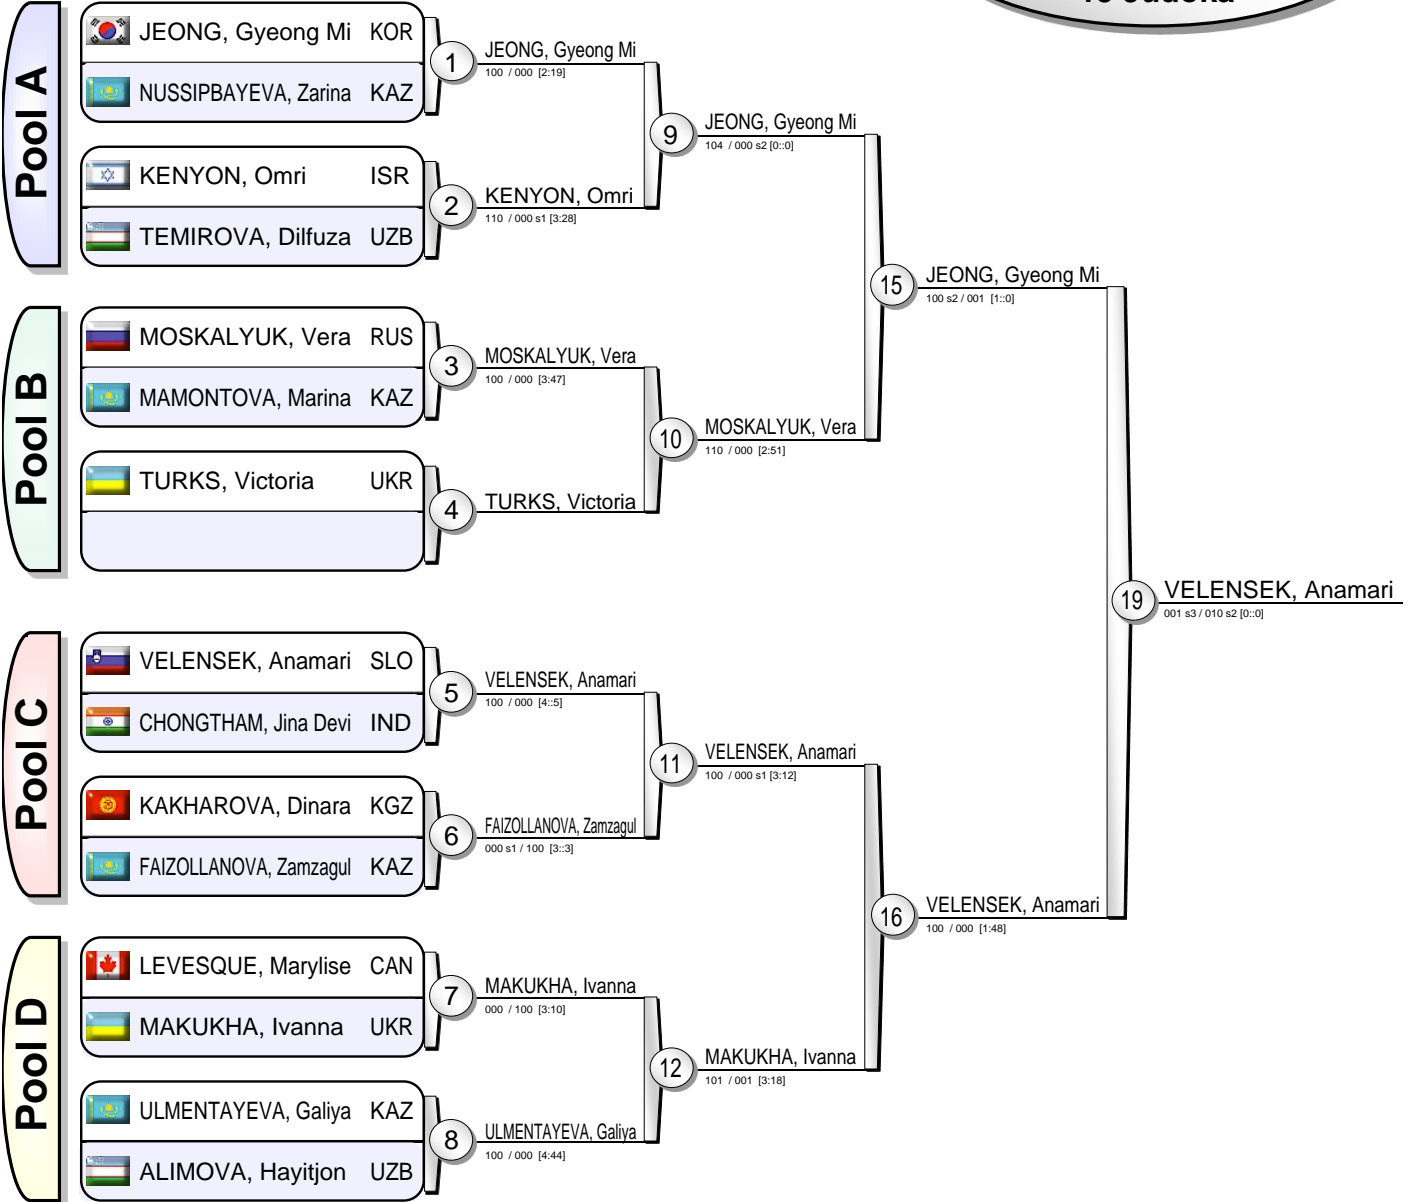 15 Judoka
Pool A
JEONG, Gyeong Mi KOR
NUSSIPBAYEVA, Zarina KAZ
1
JEONG, Gyeong Mi
100 / 000 [2:19]
KENYON, Omri ISR
TEMIROVA, Dilfuza UZB
2
KENYON, Omri
110 / 000 s1 [3:28]
9
JEONG, Gyeong Mi
104 / 000 s2 [0::0]
Pool B
MOSKALYUK, Vera RUS
MAMONTOVA, Marina KAZ
3
MOSKALYUK, Vera
100 / 000 [3:47]
TURKS, Victoria UKR
4
TURKS, Victoria
10
MOSKALYUK, Vera
110 / 000 [2:51]
15
JEONG, Gyeong Mi
100 s2 / 001 [1::0]
Pool C
VELENSEK, Anamari SLO
CHONGTHAM, Jina Devi IND
5
VELENSEK, Anamari
100 / 000 [4::5]
KAKHAROVA, Dinara KGZ
FAIZOLLANOVA, Zamzagul KAZ
6
FAIZOLLANOVA, Zamzagul
000 s1 / 100 [3::3]
11
VELENSEK, Anamari
100 / 000 s1 [3:12]
Pool D
LEVESQUE, Marylise CAN
MAKUKHA, Ivanna UKR
7
MAKUKHA, Ivanna
000 / 100 [3:10]
ULMENTAYEVA, Galiya KAZ
ALIMOVA, Hayitjon UZB
8
ULMENTAYEVA, Galiya
100 / 000 [4:44]
12
MAKUKHA, Ivanna
101 / 001 [3:18]
16
VELENSEK, Anamari
100 / 000 [1:48]
19
VELENSEK, Anamari
001 s3 / 010 s2 [0::0]